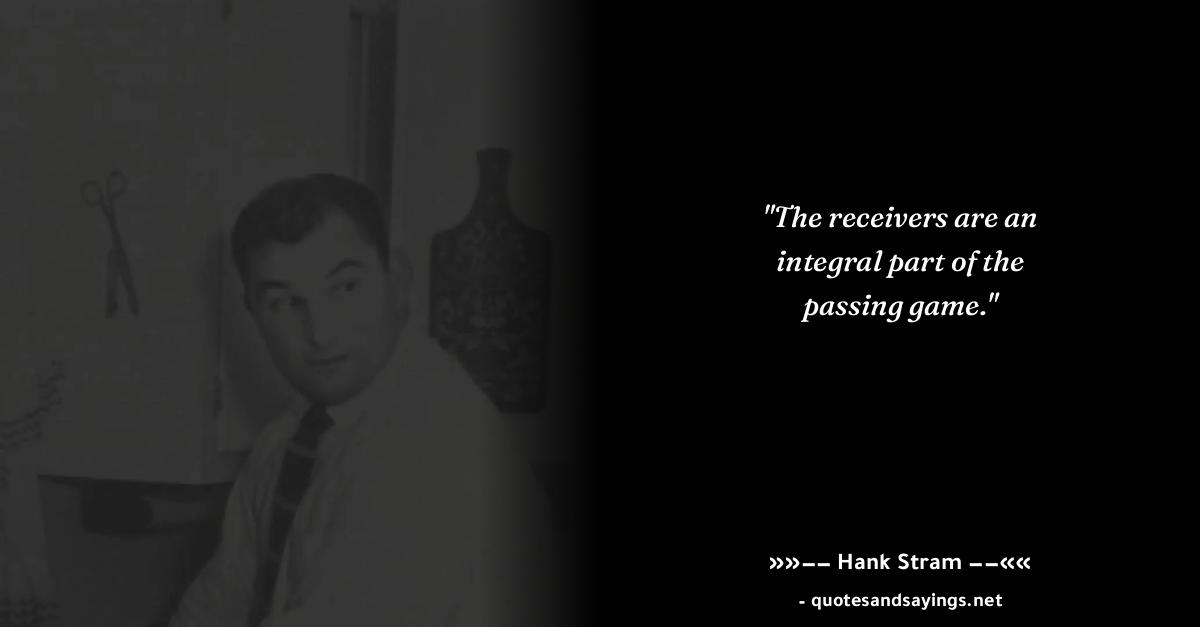 "The receivers are an
integral part of the
passing game."
»»–– Hank Stram ––««
- quotesandsayings.net